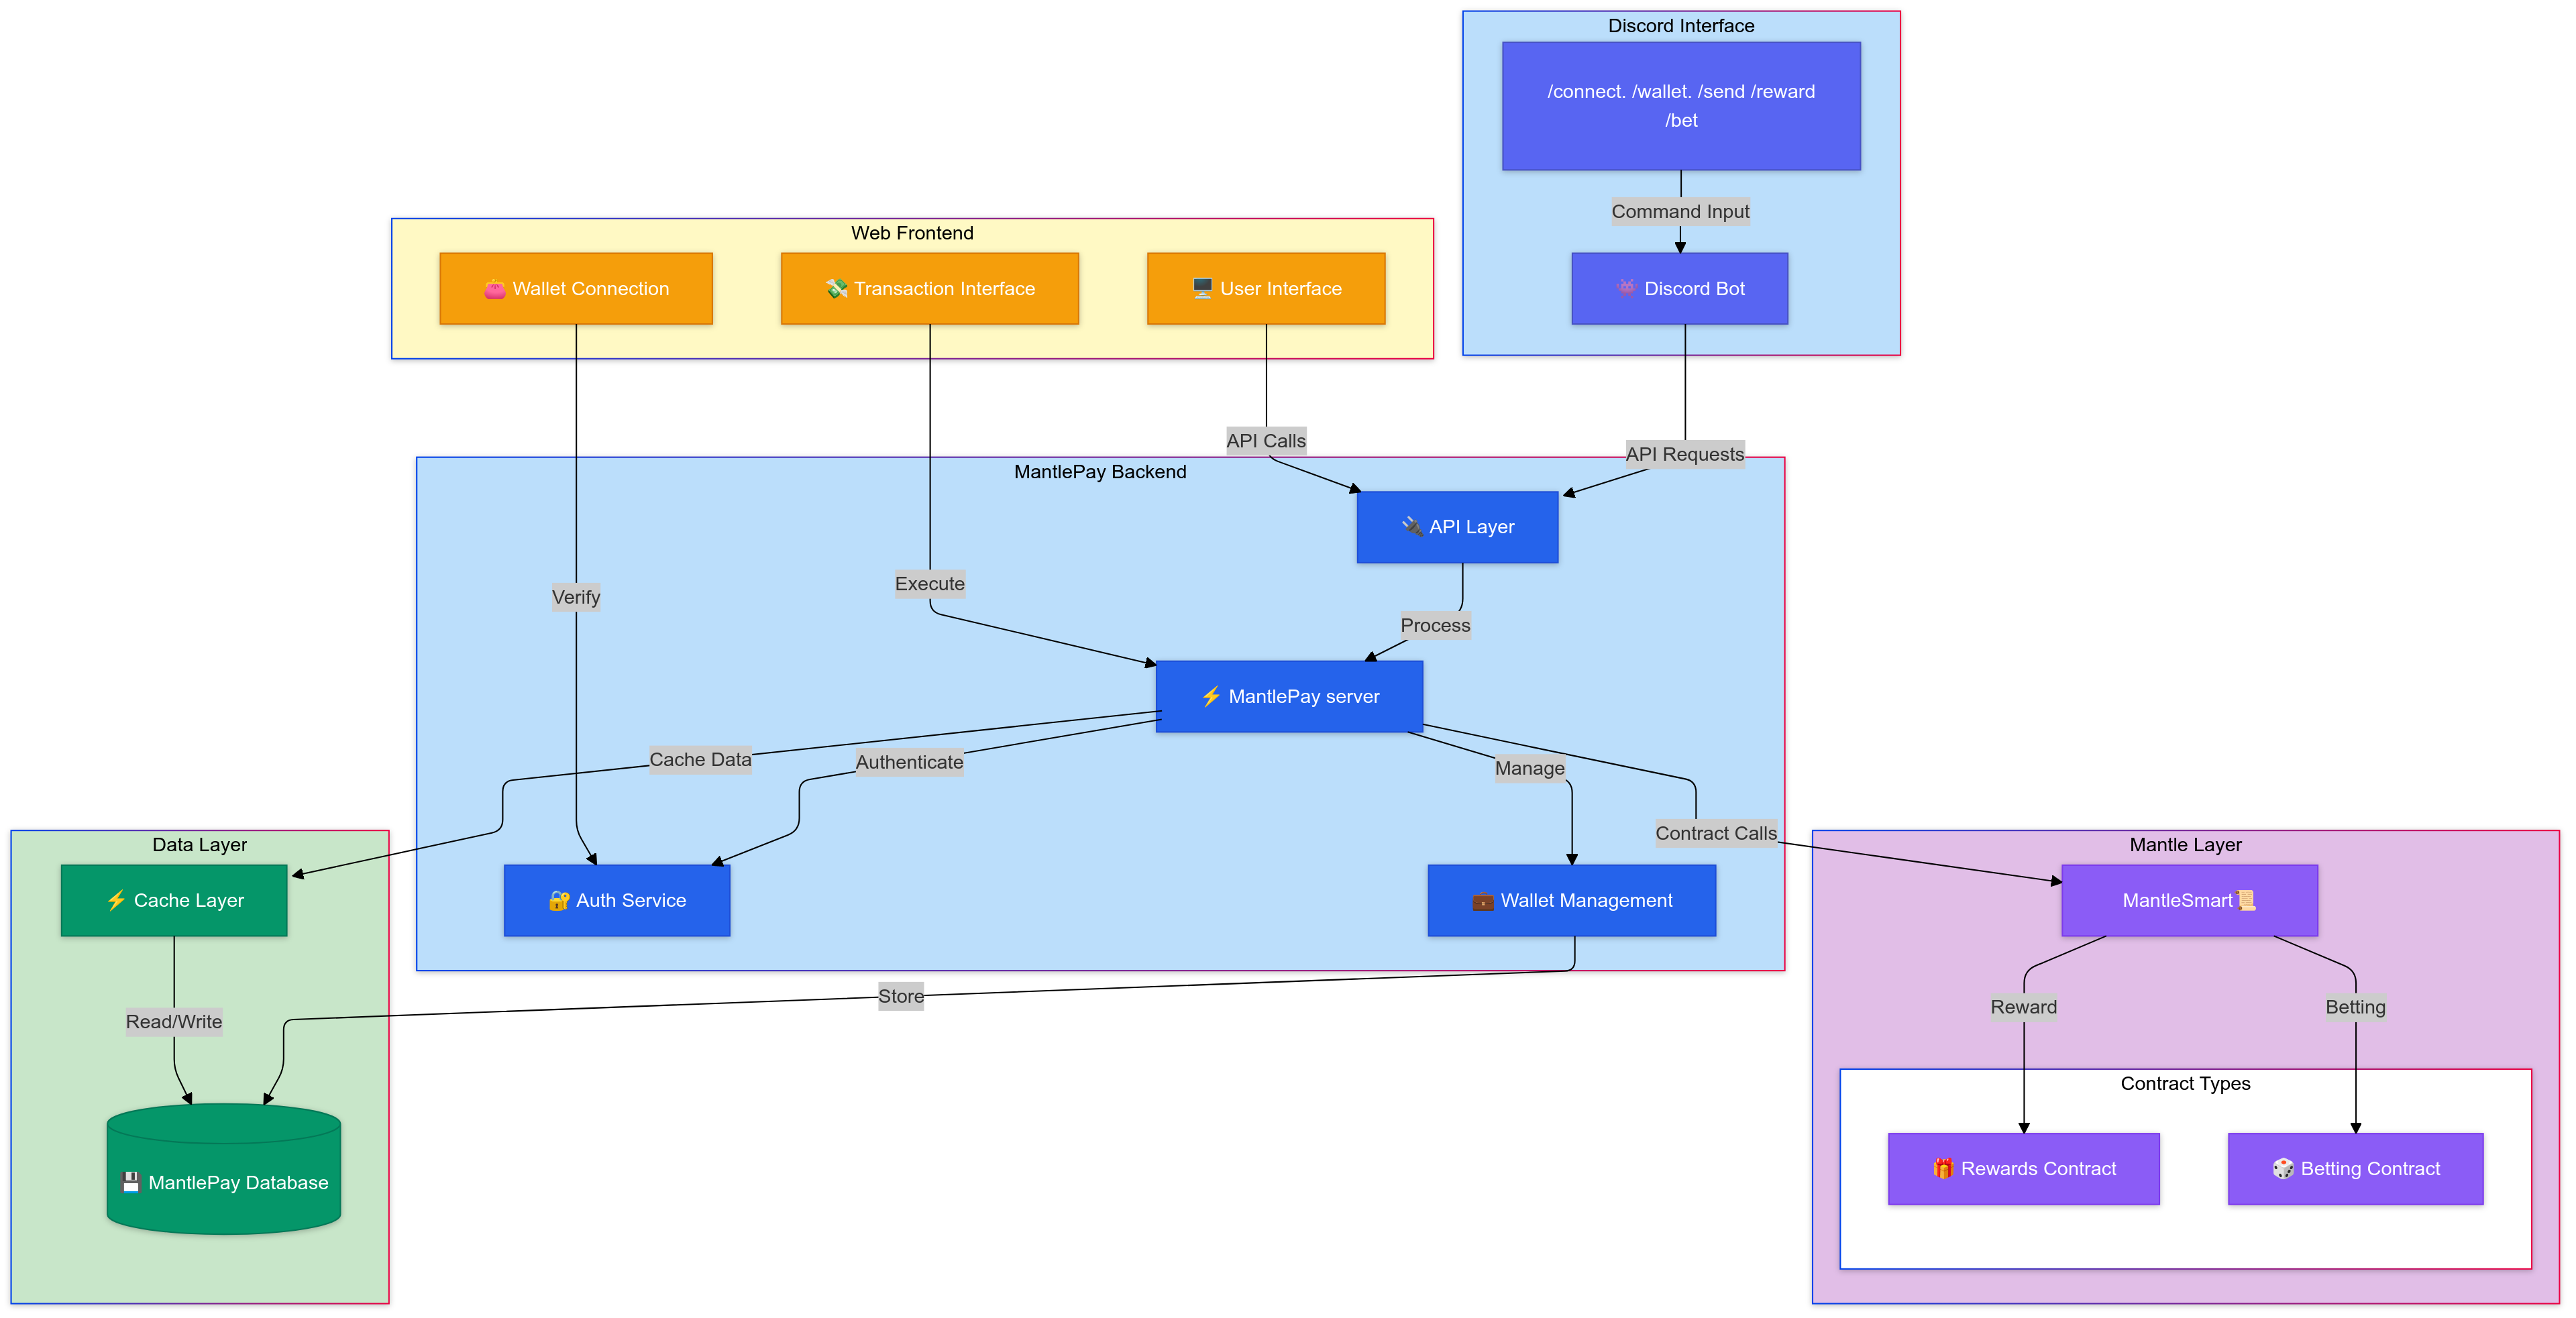 Discord Interface
/connect. /wallet. /send /reward
/bet
Command Input
👾 Discord Bot
Web Frontend
👛 Wallet Connection
💸 Transaction Interface
🖥️ User Interface
API Calls
API Requests
MantlePay Backend
🔌 API Layer
Verify
Execute
Process
⚡ MantlePay server
Cache Data
Authenticate
Manage
Contract Calls
🔐 Auth Service
💼 Wallet Management
Data Layer
⚡ Cache Layer
Store
Read/Write
💾 MantlePay Database
Mantle Layer
MantleSmart📜
Reward
Betting
Contract Types
🎁 Rewards Contract
🎲 Betting Contract